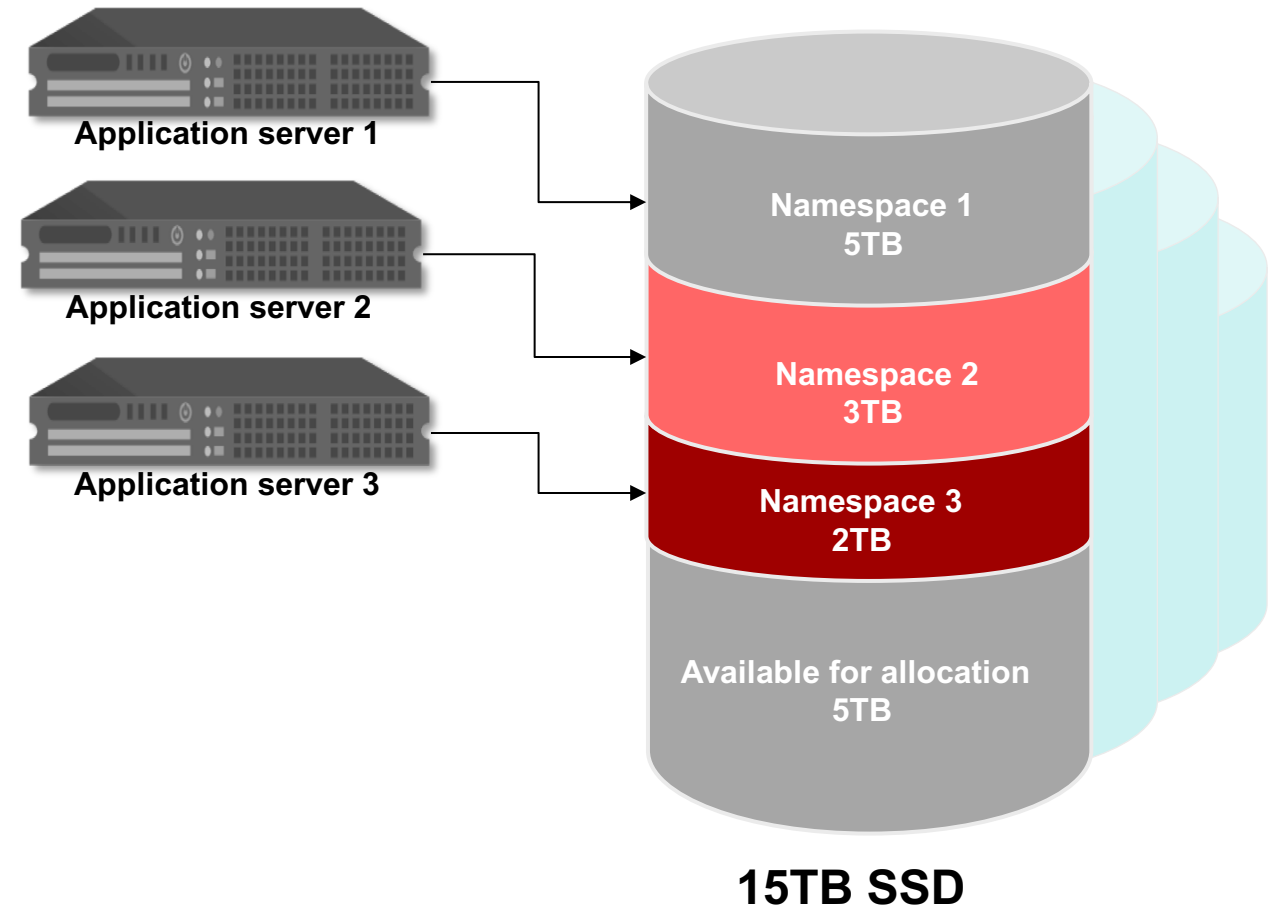 Application server 1
Application server 2
Application server 3
Namespace 1
5TB
Namespace 2
3TB
Namespace 3
2TB
Available for allocation
5TB
15TB SSD